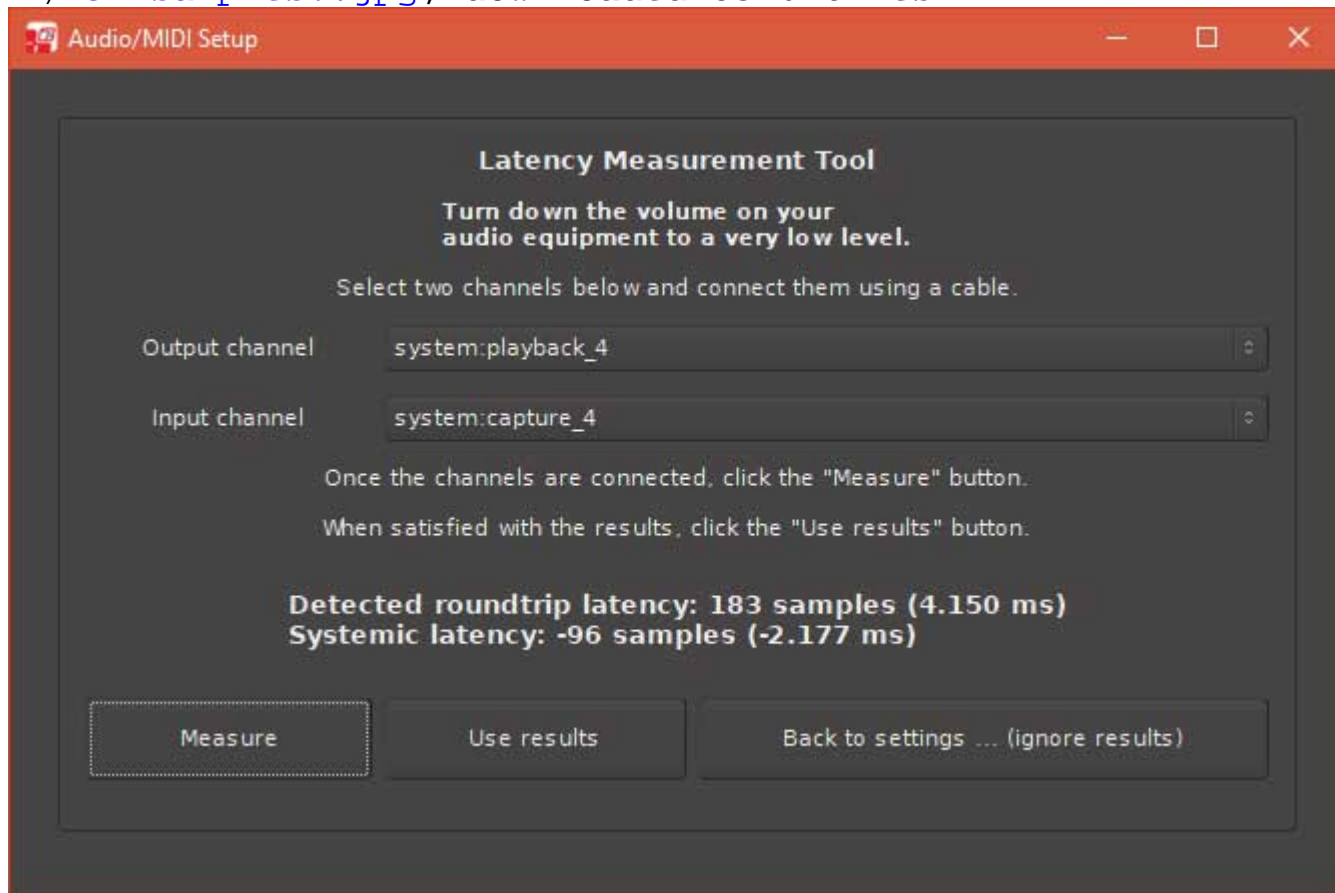 Audio/MIDI Setup
Latency Measurement Tool
Turn down the volume on your
audio equipment to a very low level.
Select two channels below and connect them using a cable.
Output channel system:playback_4
Input channel system:capture_4
Once the channels are connected, click the "Measure" button.
When satisfied with the results, click the "Use results" button.
Detected roundtrip latency: 183 samples (4.150 ms)
Systemic latency: -96 samples (-2.177 ms)
Measure Use results Back to settings ... (ignore results)